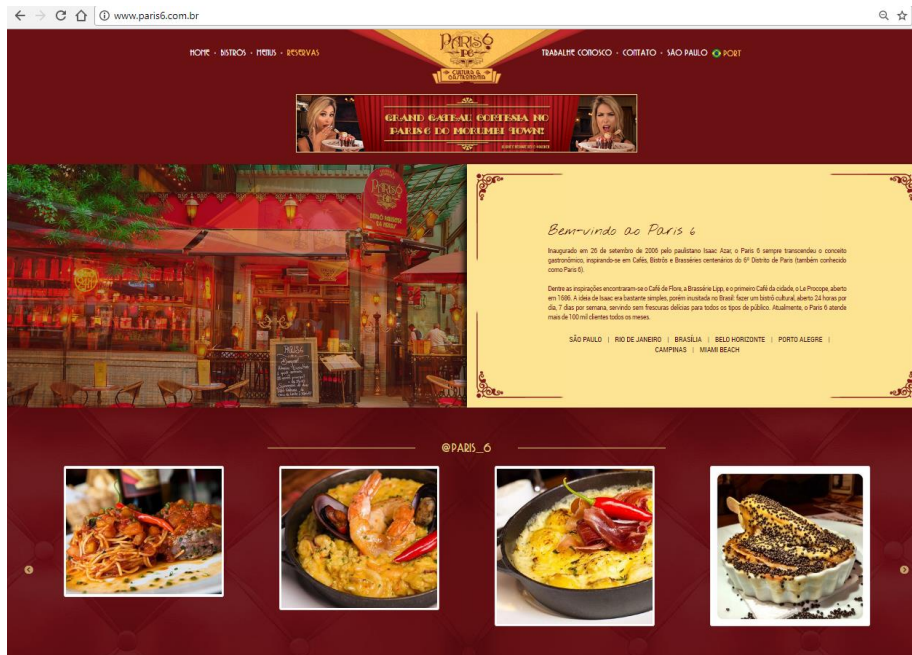 www.paris6.com.br
HOME • BISTRÔS • MENUS • RESERVAS
PARIS 6
P6
CULTURA &
GASTRONOMIA
TRABALHE CONOSCO • CONTATO • SÃO PAULO PORT
GRAND GATEAU CORTESIA NO
PARIS 6 DO MORUMBI TOWN!
PARIS 6
Bem-vindo ao Paris 6
Inaugurado em 26 de setembro de 2006 pelo paulistano Isaac Azar, o Paris 6 sempre transcendeu o conceito
gastronômico, inspirando-se em Cafés, Bistrôs e Brasséries centenários do 6º Distrito de Paris (também conhecido
como Paris 6).
Dentre as inspirações encontraram-se o Café de Flore, a Brassérie Lipp, e o primeiro Café da cidade, o Le Procope, aberto
em 1686. A ideia de Isaac era bastante simples, porém inusitada no Brasil: fazer um bistrô cultural, aberto 24 horas por
dia, 7 dias por semana, servindo sem frescuras delícias para todos os tipos de público. Atualmente, o Paris 6 atende
mais de 100 mil clientes todos os meses.
SÃO PAULO | RIO DE JANEIRO | BRASÍLIA | BELO HORIZONTE | PORTO ALEGRE |
CAMPINAS | MIAMI BEACH
PARIS 6
@PARIS_6